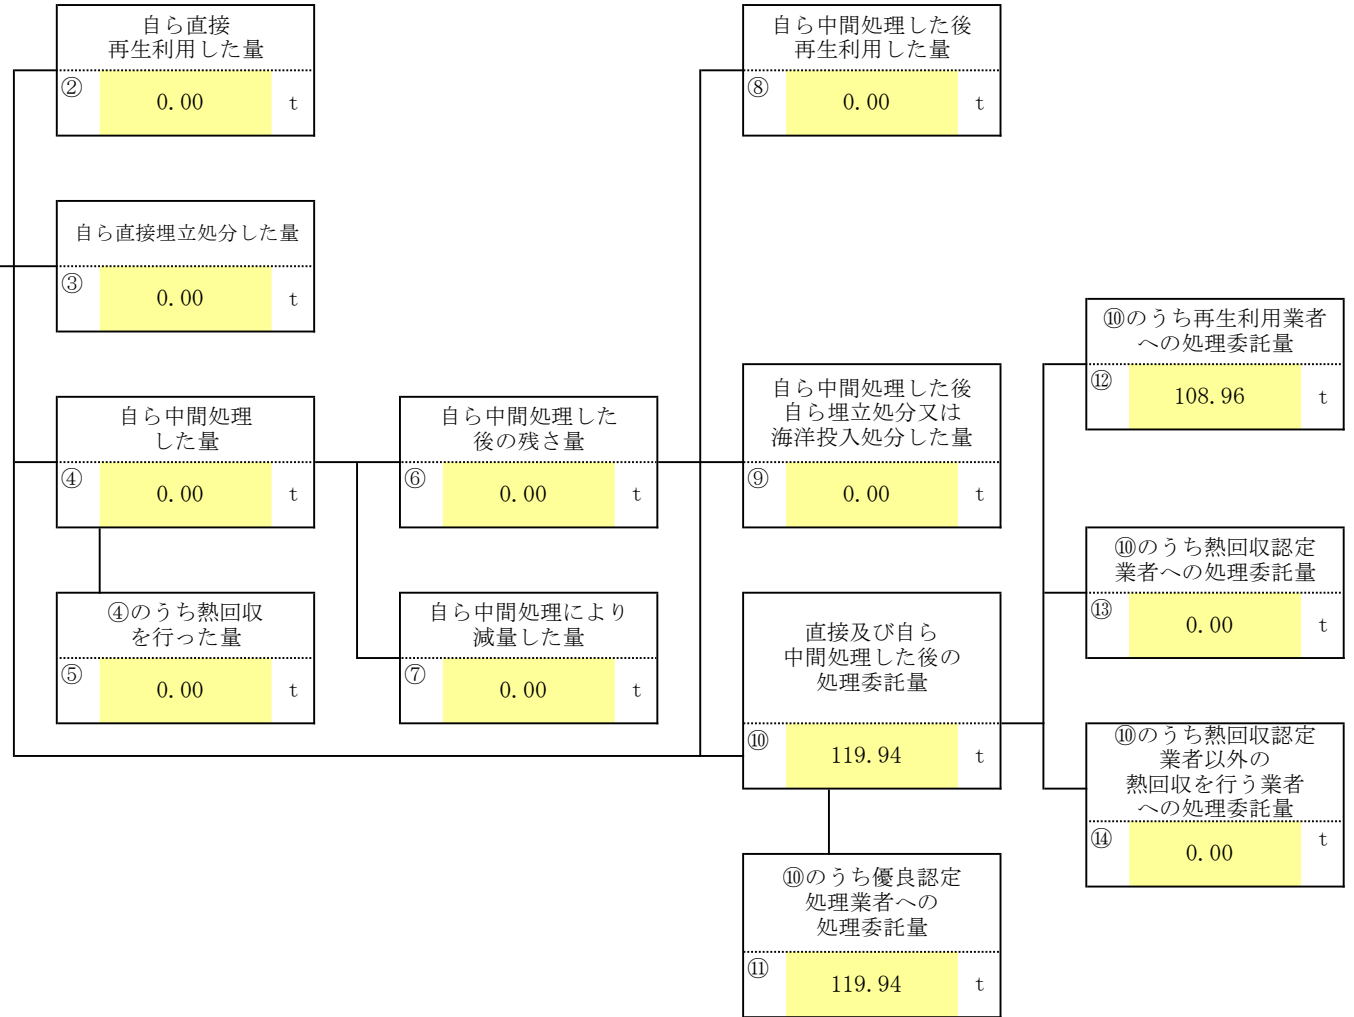 自ら直接
再生利用した量
②
0.00
t
自ら直接埋立処分した量
③
0.00
t
自ら中間処理
した量
④
0.00
t
④のうち熱回収
を行った量
⑤
0.00
t
自ら中間処理した
後の残さ量
⑥
0.00
t
自ら中間処理により
減量した量
⑦
0.00
t
自ら中間処理した後
再生利用した量
⑧
0.00
t
自ら中間処理した後
自ら埋立処分又は
海洋投入処分した量
⑨
0.00
t
直接及び自ら
中間処理した後の
処理委託量
⑩
119.94
t
⑩のうち優良認定
処理業者への
処理委託量
⑪
119.94
t
⑩のうち再生利用業者
への処理委託量
⑫
108.96
t
⑩のうち熱回収認定
業者への処理委託量
⑬
0.00
t
⑩のうち熱回収認定
業者以外の
熱回収を行う業者
への処理委託量
⑭
0.00
t